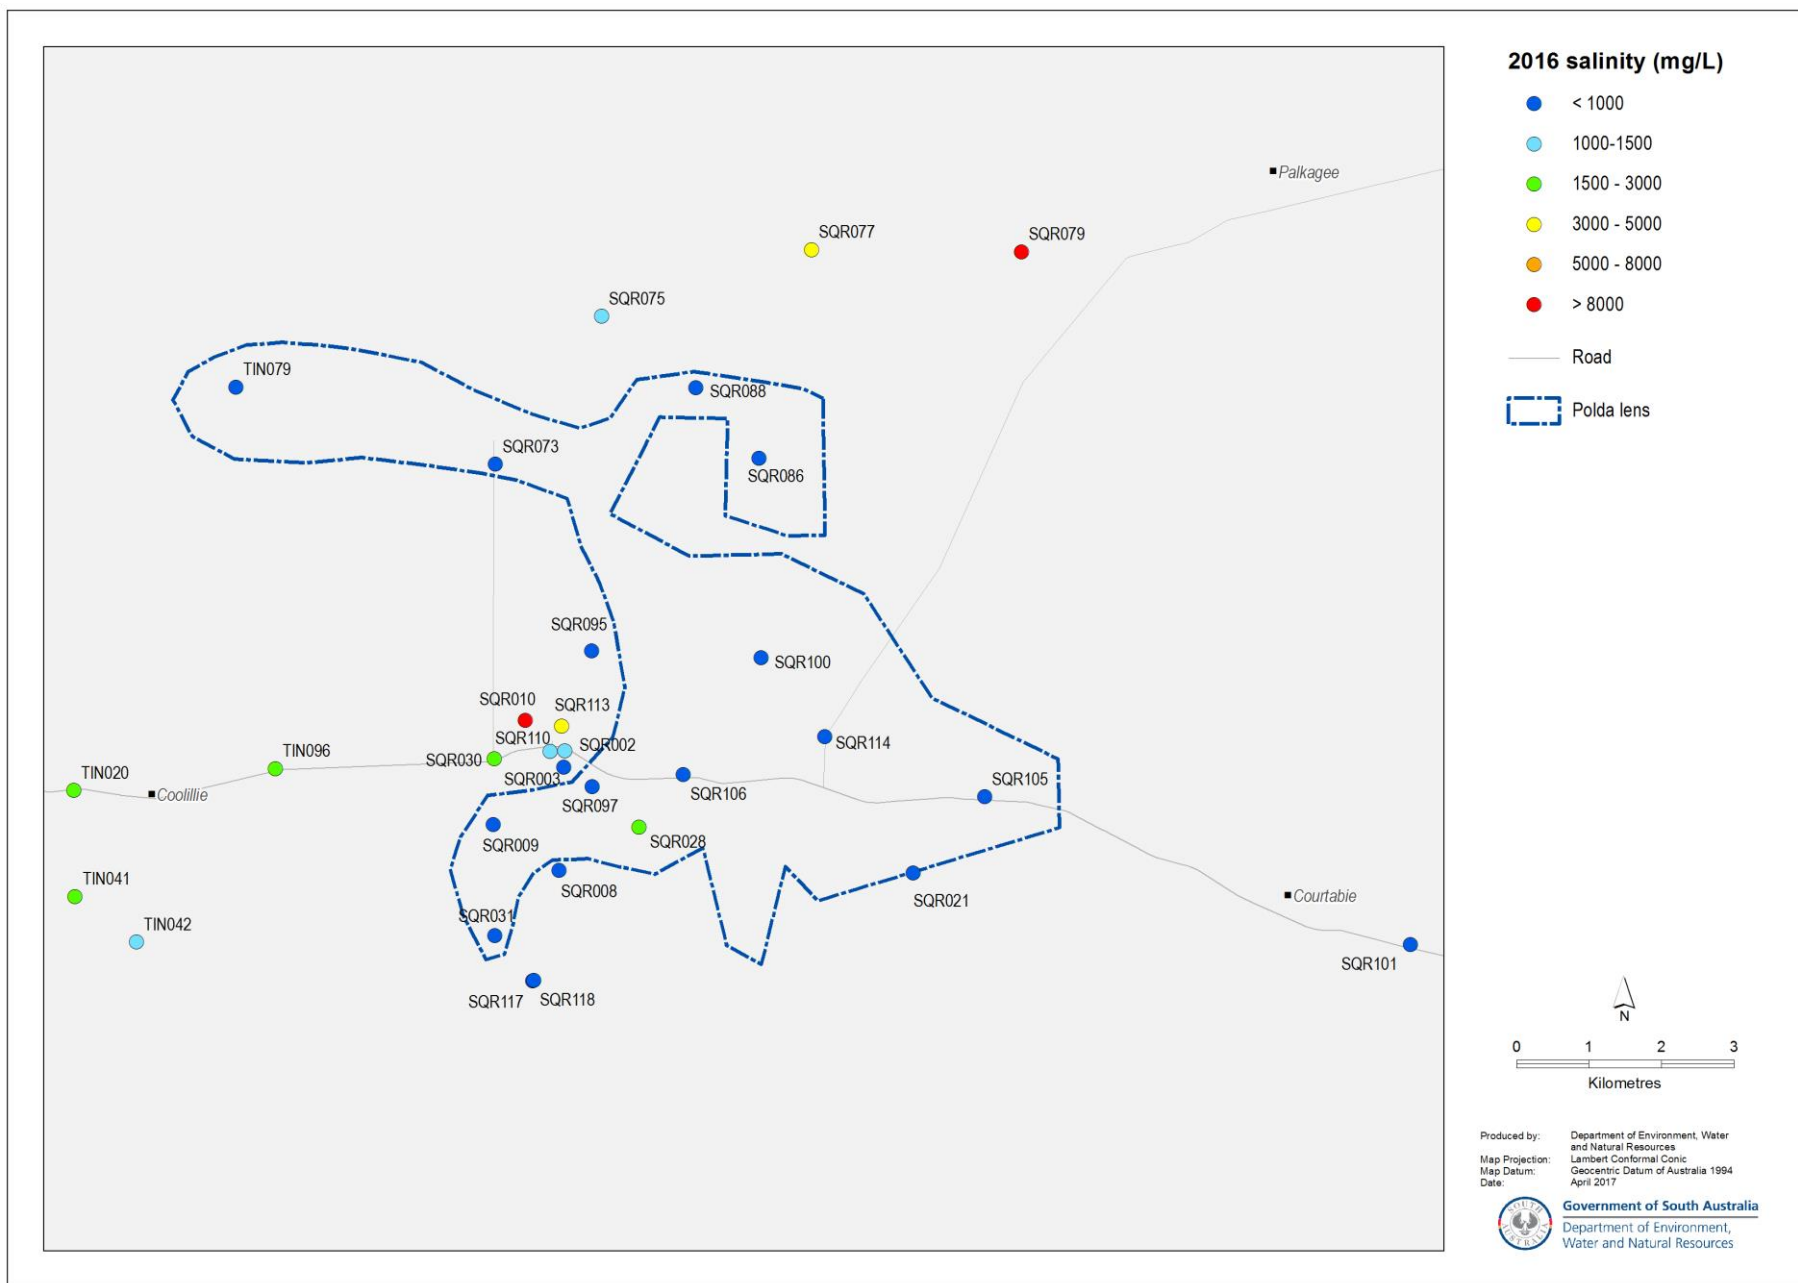 2016 salinity (mg/L)
< 1000
1000-1500
1500 - 3000
3000 - 5000
5000 - 8000
> 8000
Road
Polda lens
Palkagee
SQR077
SQR079
SQR075
TIN079
SQR088
SQR073
SQR086
SQR095
SQR100
SQR010
SQR113
SQR110
SQR002
SQR114
TIN096
SQR030
SQR003
TIN020
Coolillie
SQR097
SQR106
SQR105
SQR009
SQR028
TIN041
SQR008
SQR021
Courtabie
TIN042
SQR031
SQR101
SQR117
SQR118
N
0 1 2 3
Kilometres
Produced by: Department of Environment, Water
and Natural Resources
Map Projection: Lambert Conformal Conic
Map Datum: Geocentric Datum of Australia 1994
Date: April 2017
SOUTH
AUSTRALIA
Government of South Australia
Department of Environment,
Water and Natural Resources